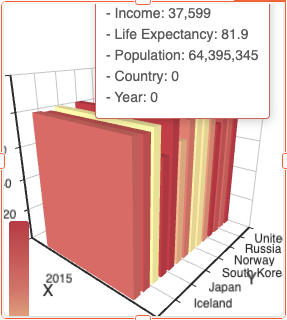 - Income: 37,599
- Life Expectancy: 81.9
- Population: 64,395,345
- Country: 0
- Year: 0
20
40
2015
X
Y
Unite
Russia
Norway
South Kore
Japan
Iceland